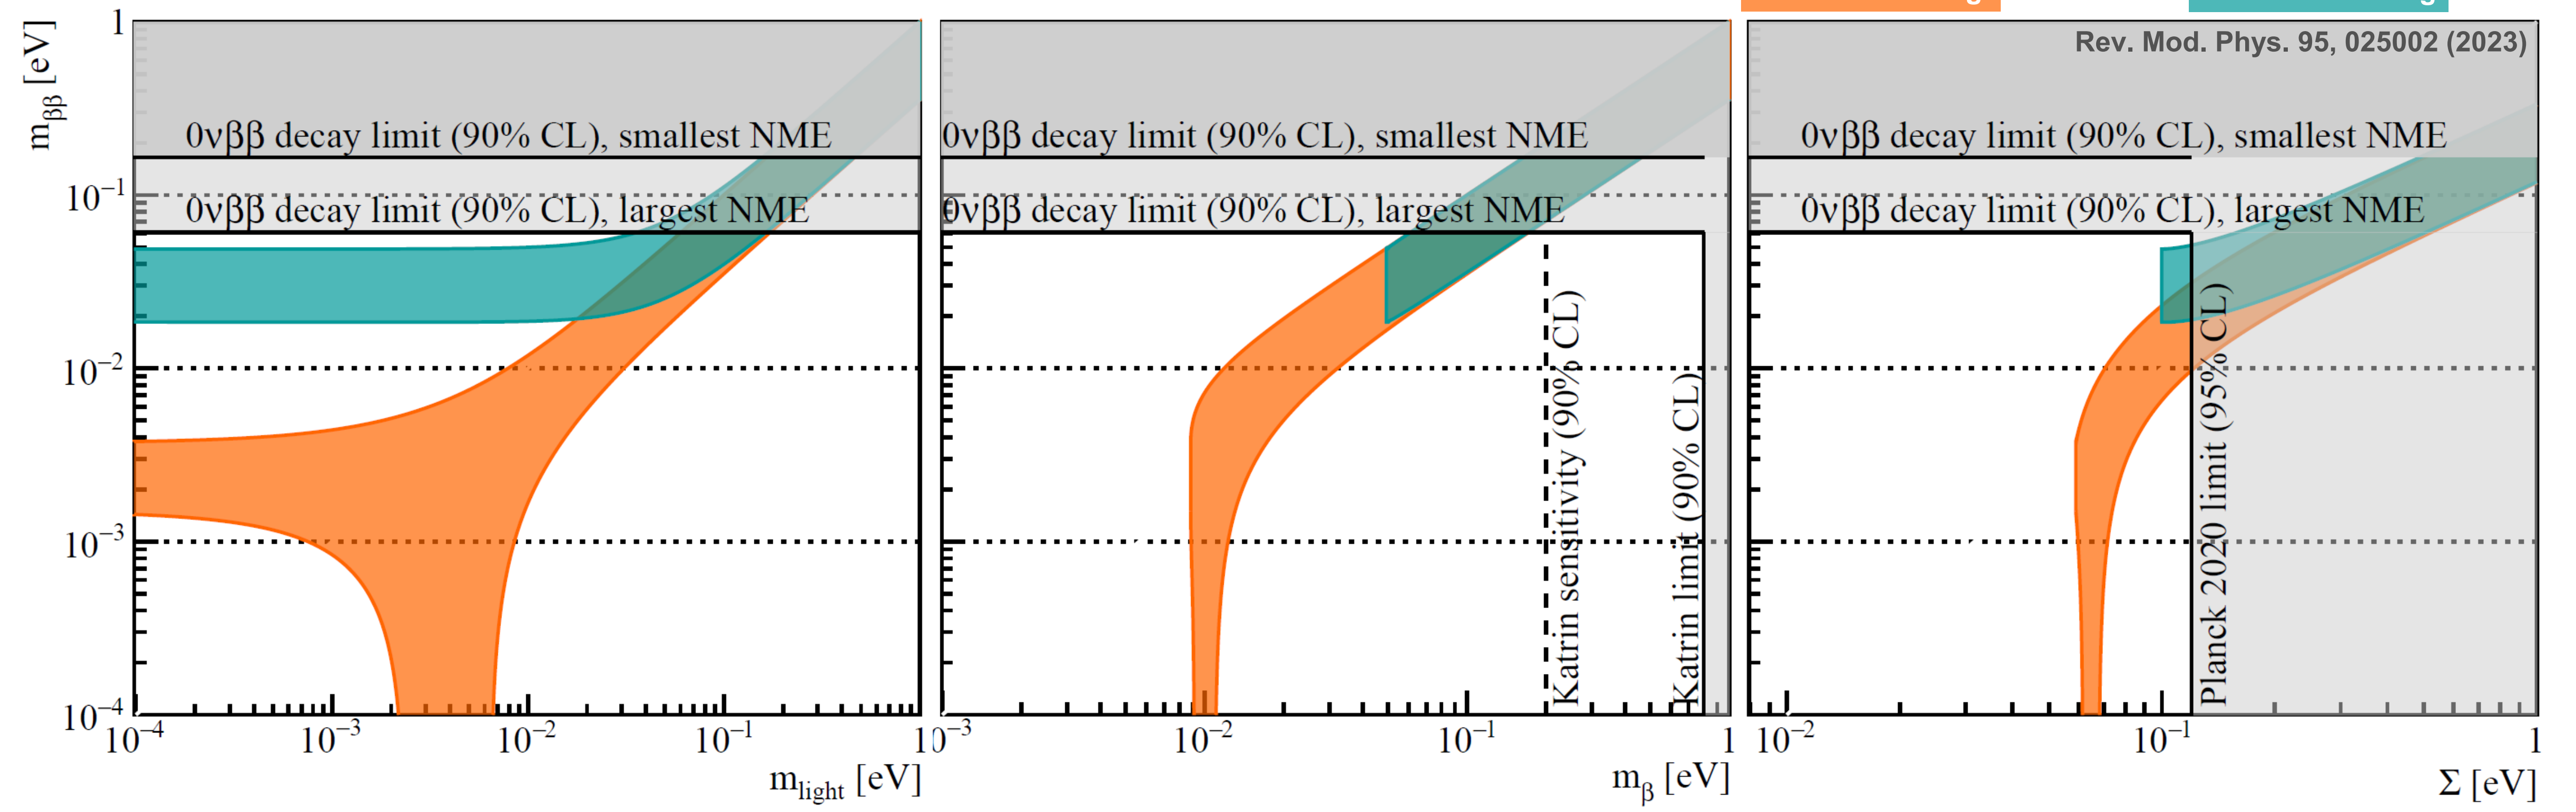 Rev. Mod. Phys. 95, 025002 (2023)
m_ββ [eV]
1
10⁻¹
10⁻²
10⁻³
10⁻⁴
0νββ decay limit (90% CL), smallest NME
0νββ decay limit (90% CL), largest NME
10⁻⁴ 10⁻³ 10⁻² 10⁻¹ 1
m_light [eV]
0νββ decay limit (90% CL), smallest NME
0νββ decay limit (90% CL), largest NME
Katrin sensitivity (90% CL)
Katrin limit (90% CL)
0⁻³ 10⁻² 10⁻¹ 1
m_β [eV]
0νββ decay limit (90% CL), smallest NME
0νββ decay limit (90% CL), largest NME
Planck 2020 limit (95% CL)
10⁻² 10⁻¹ 1
Σ [eV]